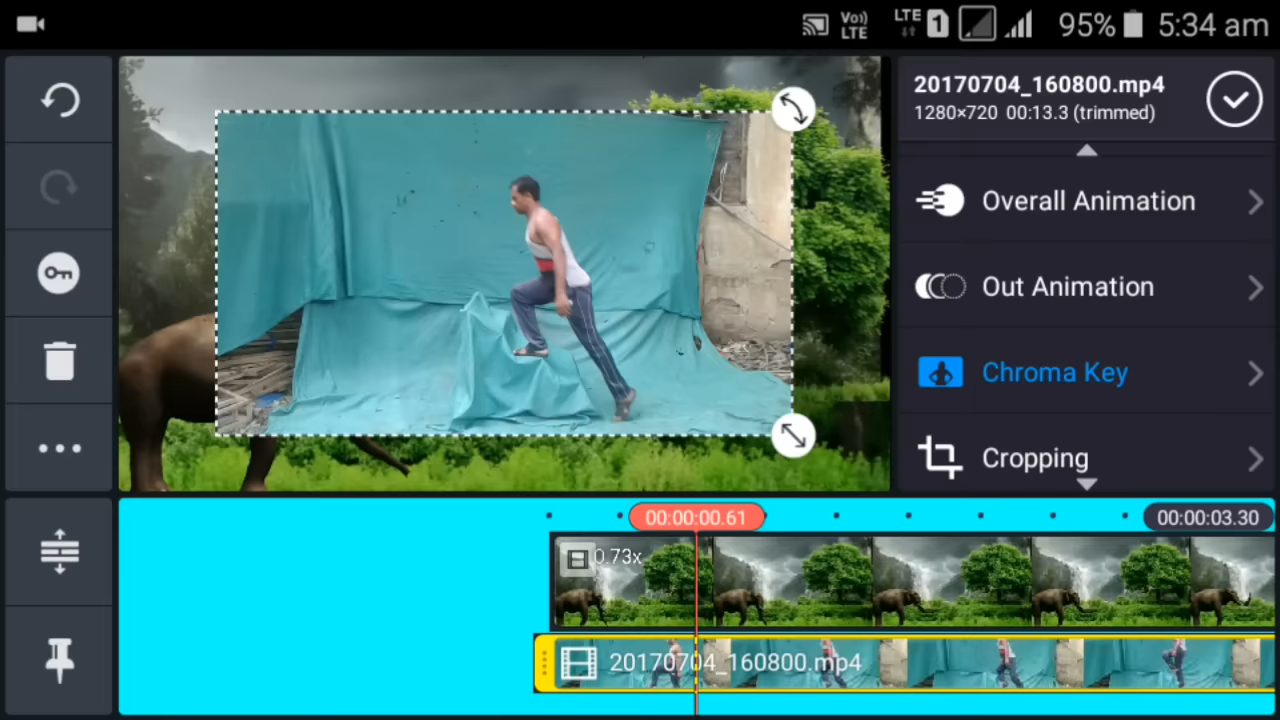 Vo))
LTE
LTE
1
95%
5:34 am
20170704_160800.mp4
1280×720 00:13.3 (trimmed)
Overall Animation
Out Animation
Chroma Key
Cropping
00:00:00.61
00:00:03.30
0.73x
20170704_160800.mp4